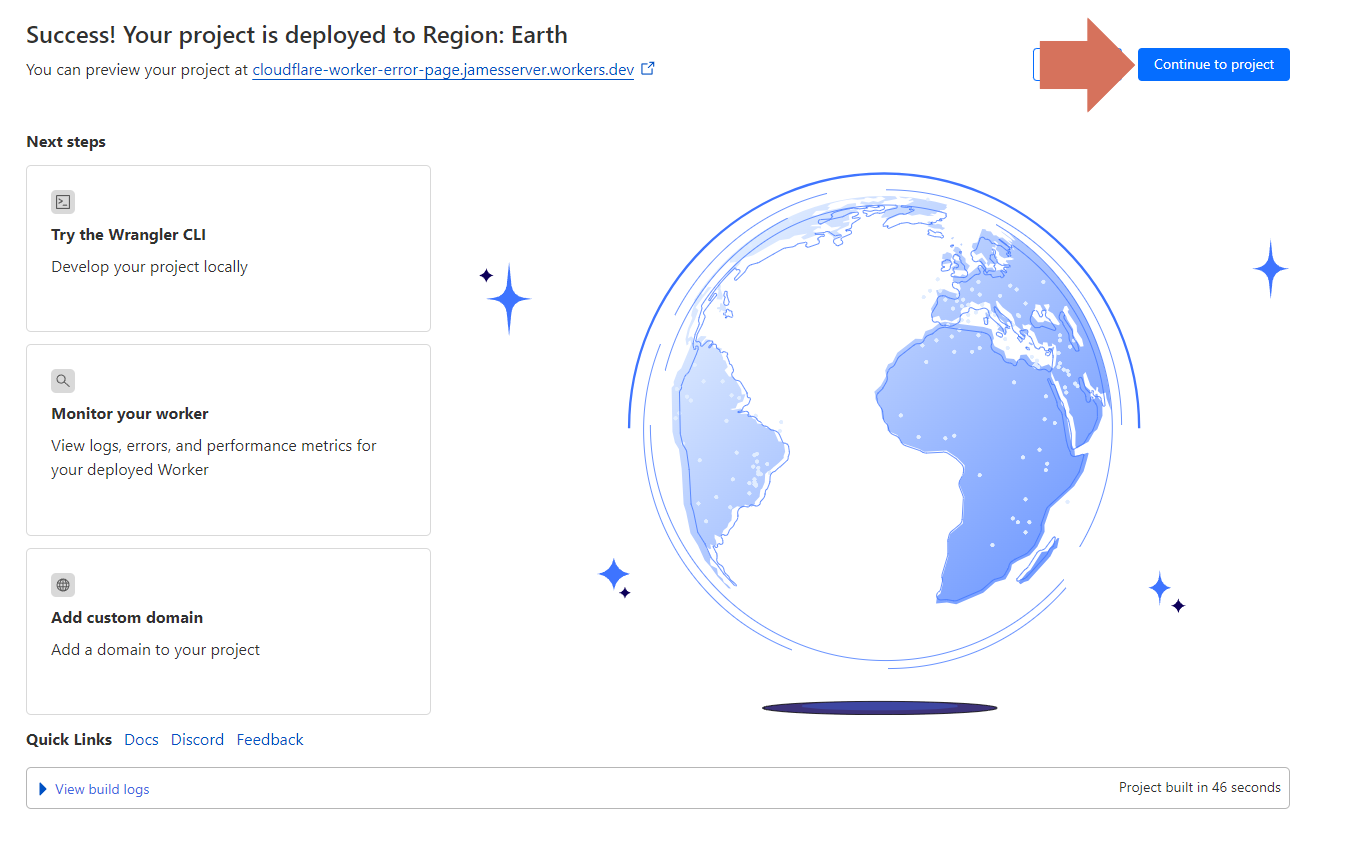 Success! Your project is deployed to Region: Earth
You can preview your project at cloudflare-worker-error-page.jamesserver.workers.dev
Continue to project
Next steps
Try the Wrangler CLI
Develop your project locally
Monitor your worker
View logs, errors, and performance metrics for
your deployed Worker
Add custom domain
Add a domain to your project
Quick Links Docs Discord Feedback
View build logs
Project built in 46 seconds